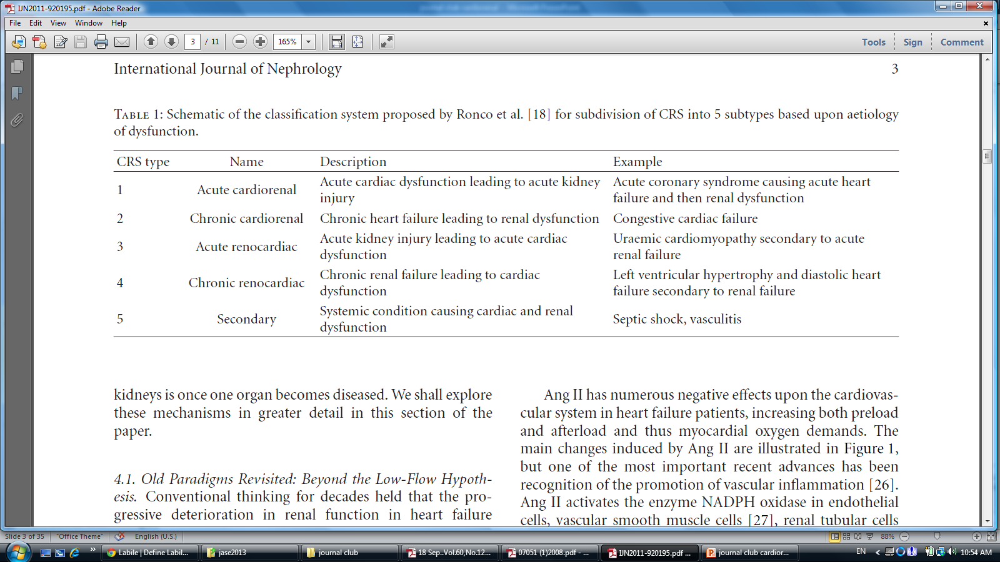 IJN2011-920195.pdf - Adobe Reader
File Edit View Window Help
3 / 11 165% Tools Sign Comment
International Journal of Nephrology 3
TABLE 1: Schematic of the classification system proposed by Ronco et al. [18] for subdivision of CRS into 5 subtypes based upon aetiology
of dysfunction.
CRS type Name Description Example
1 Acute cardiorenal Acute cardiac dysfunction leading to acute kidney injury Acute coronary syndrome causing acute heart failure and then renal dysfunction
2 Chronic cardiorenal Chronic heart failure leading to renal dysfunction Congestive cardiac failure
3 Acute renocardiac Acute kidney injury leading to acute cardiac dysfunction Uraemic cardiomyopathy secondary to acute renal failure
4 Chronic renocardiac Chronic renal failure leading to cardiac dysfunction Left ventricular hypertrophy and diastolic heart failure secondary to renal failure
5 Secondary Systemic condition causing cardiac and renal dysfunction Septic shock, vasculitis
kidneys is once one organ becomes diseased. We shall explore
these mechanisms in greater detail in this section of the
paper.
4.1. Old Paradigms Revisited: Beyond the Low-Flow Hypoth-
esis. Conventional thinking for decades held that the pro-
gressive deterioration in renal function in heart failure
Ang II has numerous negative effects upon the cardiovas-
cular system in heart failure patients, increasing both preload
and afterload and thus myocardial oxygen demands. The
main changes induced by Ang II are illustrated in Figure 1,
but one of the most important recent advances has been
recognition of the promotion of vascular inflammation [26].
Ang II activates the enzyme NADPH oxidase in endothelial
cells, vascular smooth muscle cells [27], renal tubular cells
Slide 3 of 35 "Office Theme" English (U.S.) 88%
Labile | Define Labil... jase2013 journal club 18 Sep..Vol.60,No.12... 07051 (1)2008.pdf - ... IJN2011-920195.pdf ... journal club cardior... EN 10:54 AM